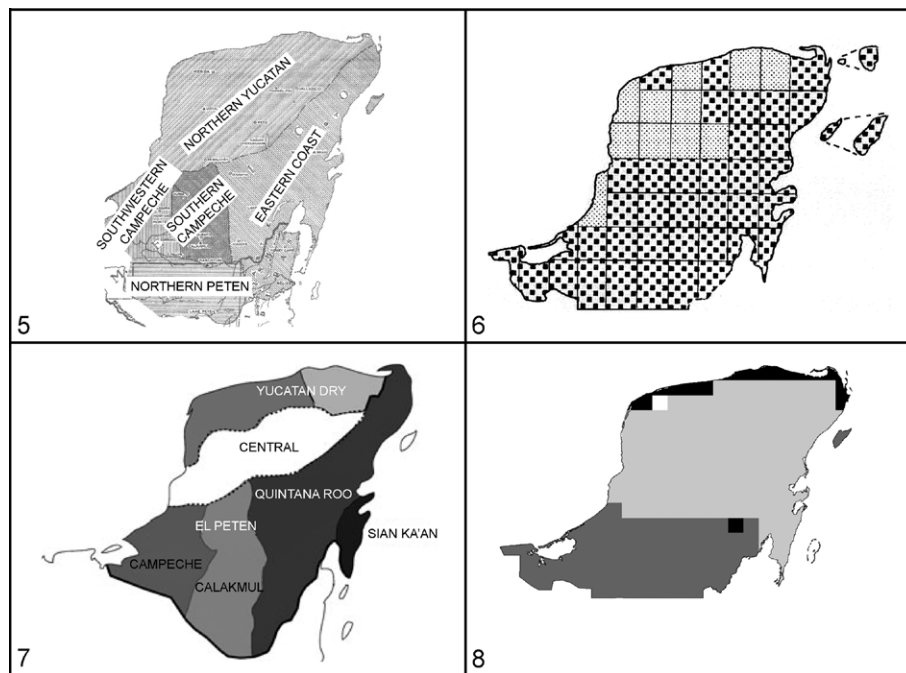 NORTHERN YUCATAN
SOUTHWESTERN
CAMPECHE
SOUTHERN
CAMPECHE
EASTERN COAST
NORTHERN PETEN
5
6
YUCATAN DRY
CENTRAL
QUINTANA ROO
EL PETEN
SIAN KA'AN
CAMPECHE
CALAKMUL
7
8